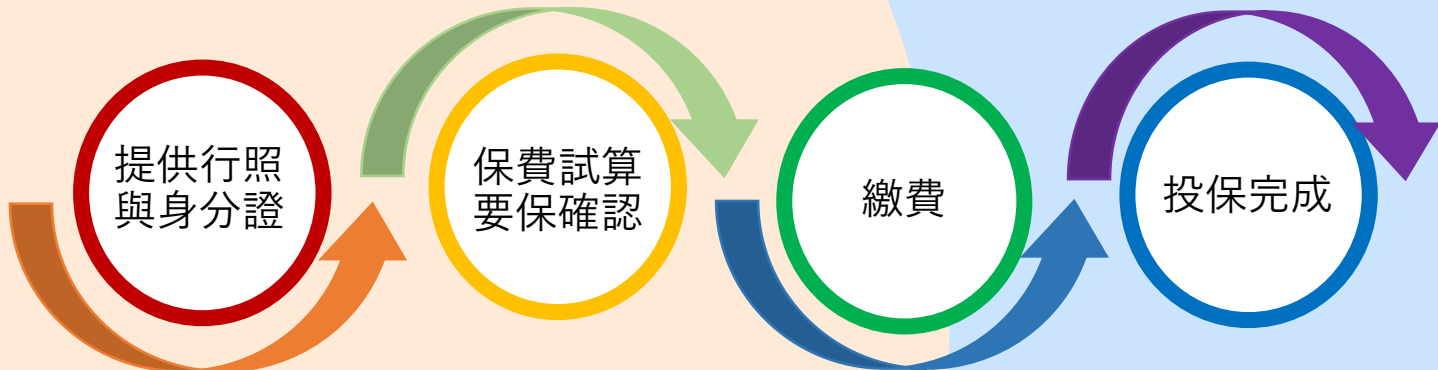 提供行照
與身分證
保費試算
要保確認
繳費
投保完成